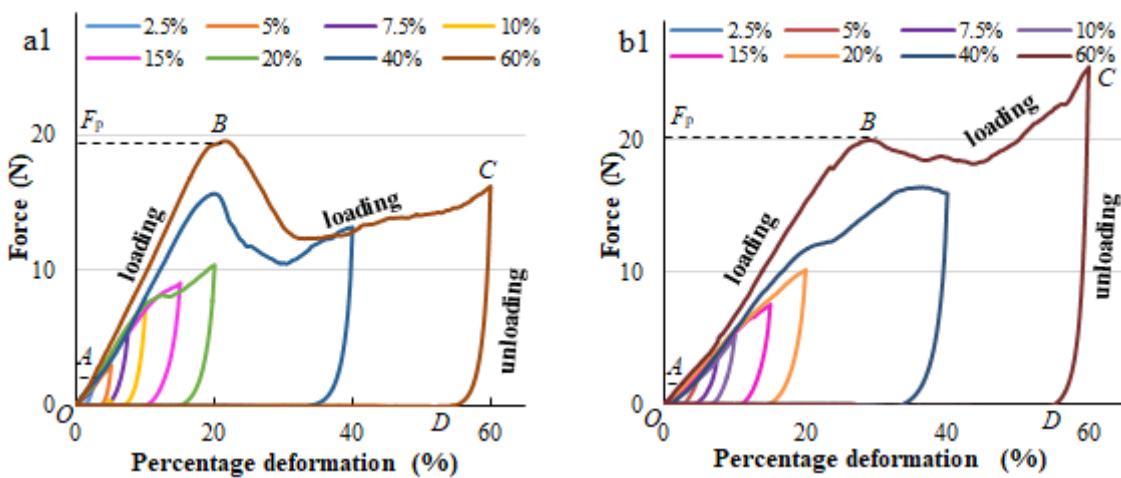 a1
2.5% 5% 7.5% 10%
15% 20% 40% 60%
Force (N)
20
10
0
Fp
B
A
O
C
D
loading
loading
unloading
0 20 40 60
Percentage deformation (%)
b1
2.5% 5% 7.5% 10%
15% 20% 40% 60%
Force (N)
20
10
0
Fp
B
A
O
C
D
loading
loading
unloading
0 20 40 60
Percentage deformation (%)